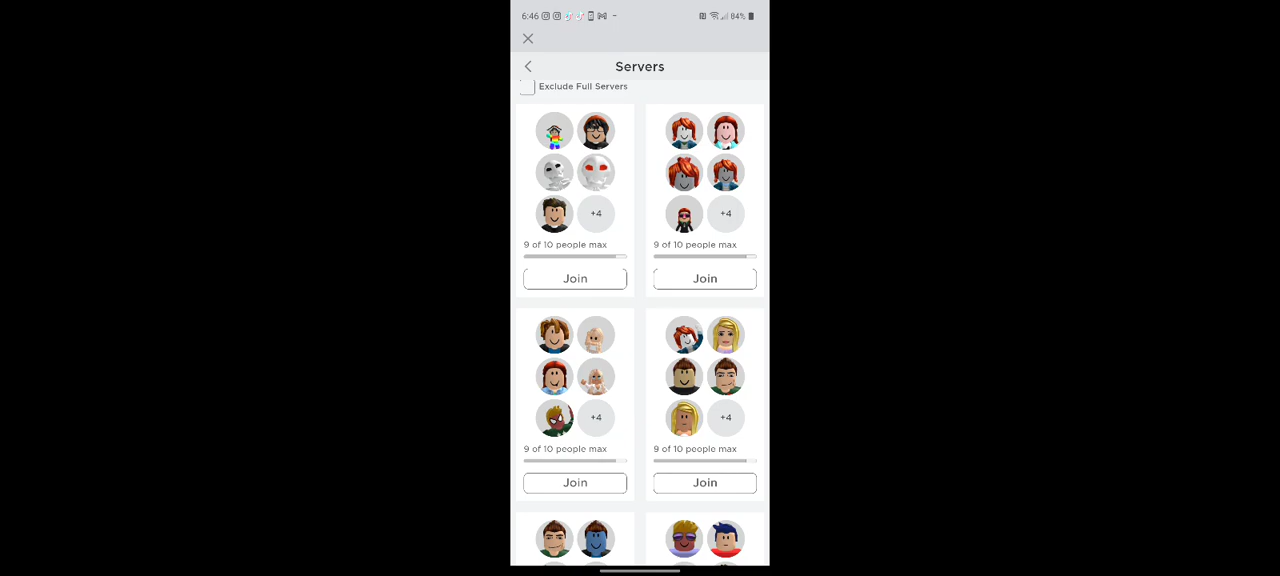 6:46 84%
Servers
Exclude Full Servers
+4 +4
9 of 10 people max 9 of 10 people max
Join Join
+4 +4
9 of 10 people max 9 of 10 people max
Join Join